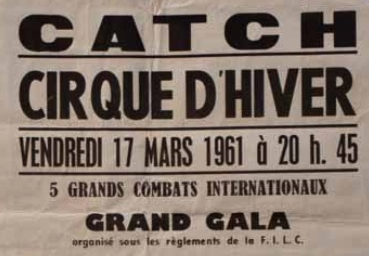 CATCH
CIRQUE D'HIVER
VENDREDI 17 MARS 1961 à 20 h. 45
5 GRANDS COMBATS INTERNATIONAUX
GRAND GALA
organisé sous les règlements de la F. I. L. C.